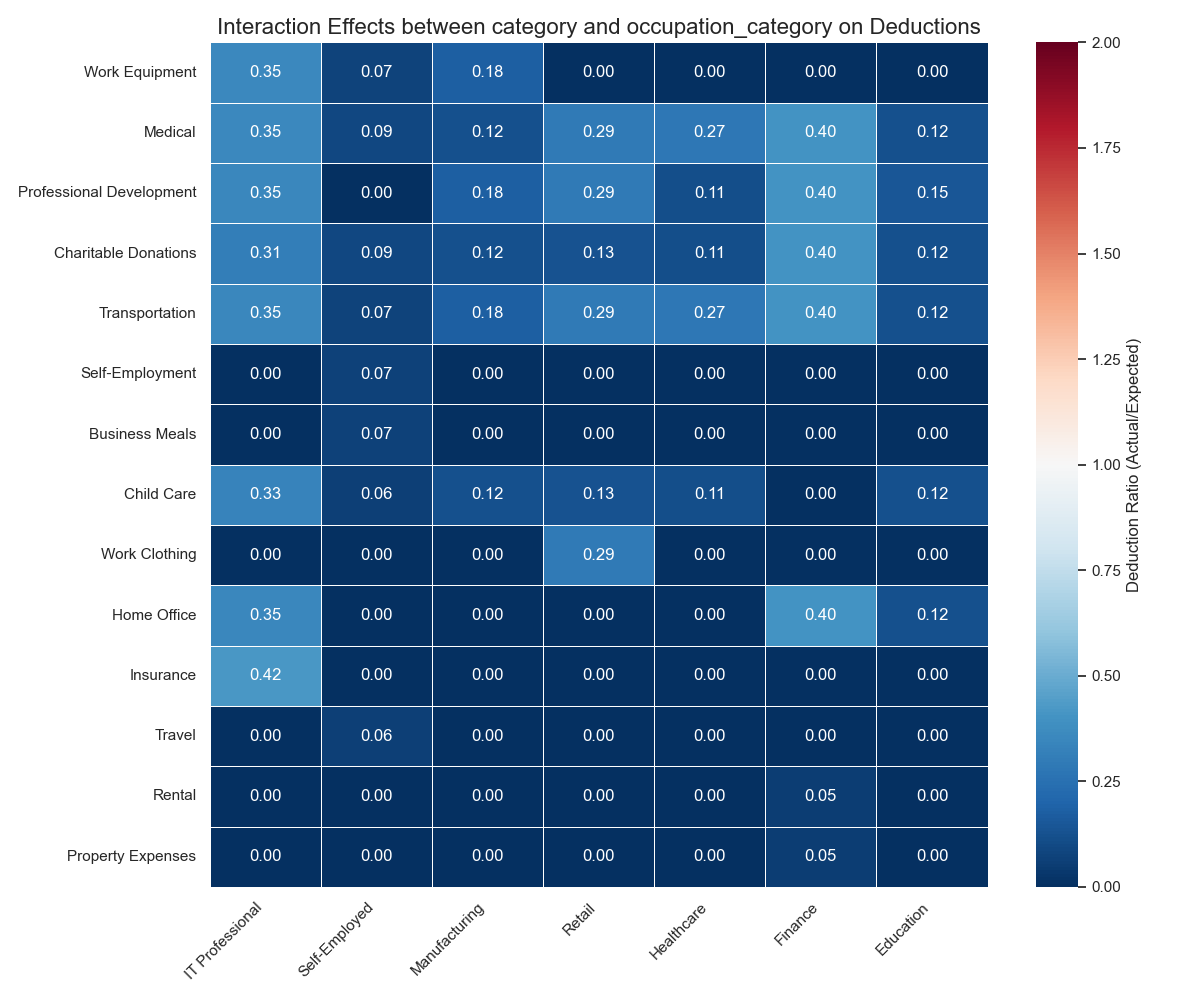 Interaction Effects between category and occupation_category on Deductions
Work Equipment 0.35 0.07 0.18 0.00 0.00 0.00 0.00
Medical 0.35 0.09 0.12 0.29 0.27 0.40 0.12
Professional Development 0.35 0.00 0.18 0.29 0.11 0.40 0.15
Charitable Donations 0.31 0.09 0.12 0.13 0.11 0.40 0.12
Transportation 0.35 0.07 0.18 0.29 0.27 0.40 0.12
Self-Employment 0.00 0.07 0.00 0.00 0.00 0.00 0.00
Business Meals 0.00 0.07 0.00 0.00 0.00 0.00 0.00
Child Care 0.33 0.06 0.12 0.13 0.11 0.00 0.12
Work Clothing 0.00 0.00 0.00 0.29 0.00 0.00 0.00
Home Office 0.35 0.00 0.00 0.00 0.00 0.40 0.12
Insurance 0.42 0.00 0.00 0.00 0.00 0.00 0.00
Travel 0.00 0.06 0.00 0.00 0.00 0.00 0.00
Rental 0.00 0.00 0.00 0.00 0.00 0.05 0.00
Property Expenses 0.00 0.00 0.00 0.00 0.00 0.05 0.00
IT Professional Self-Employed Manufacturing Retail Healthcare Finance Education
2.00
1.75
1.50
1.25
1.00
0.75
0.50
0.25
0.00
Deduction Ratio (Actual/Expected)